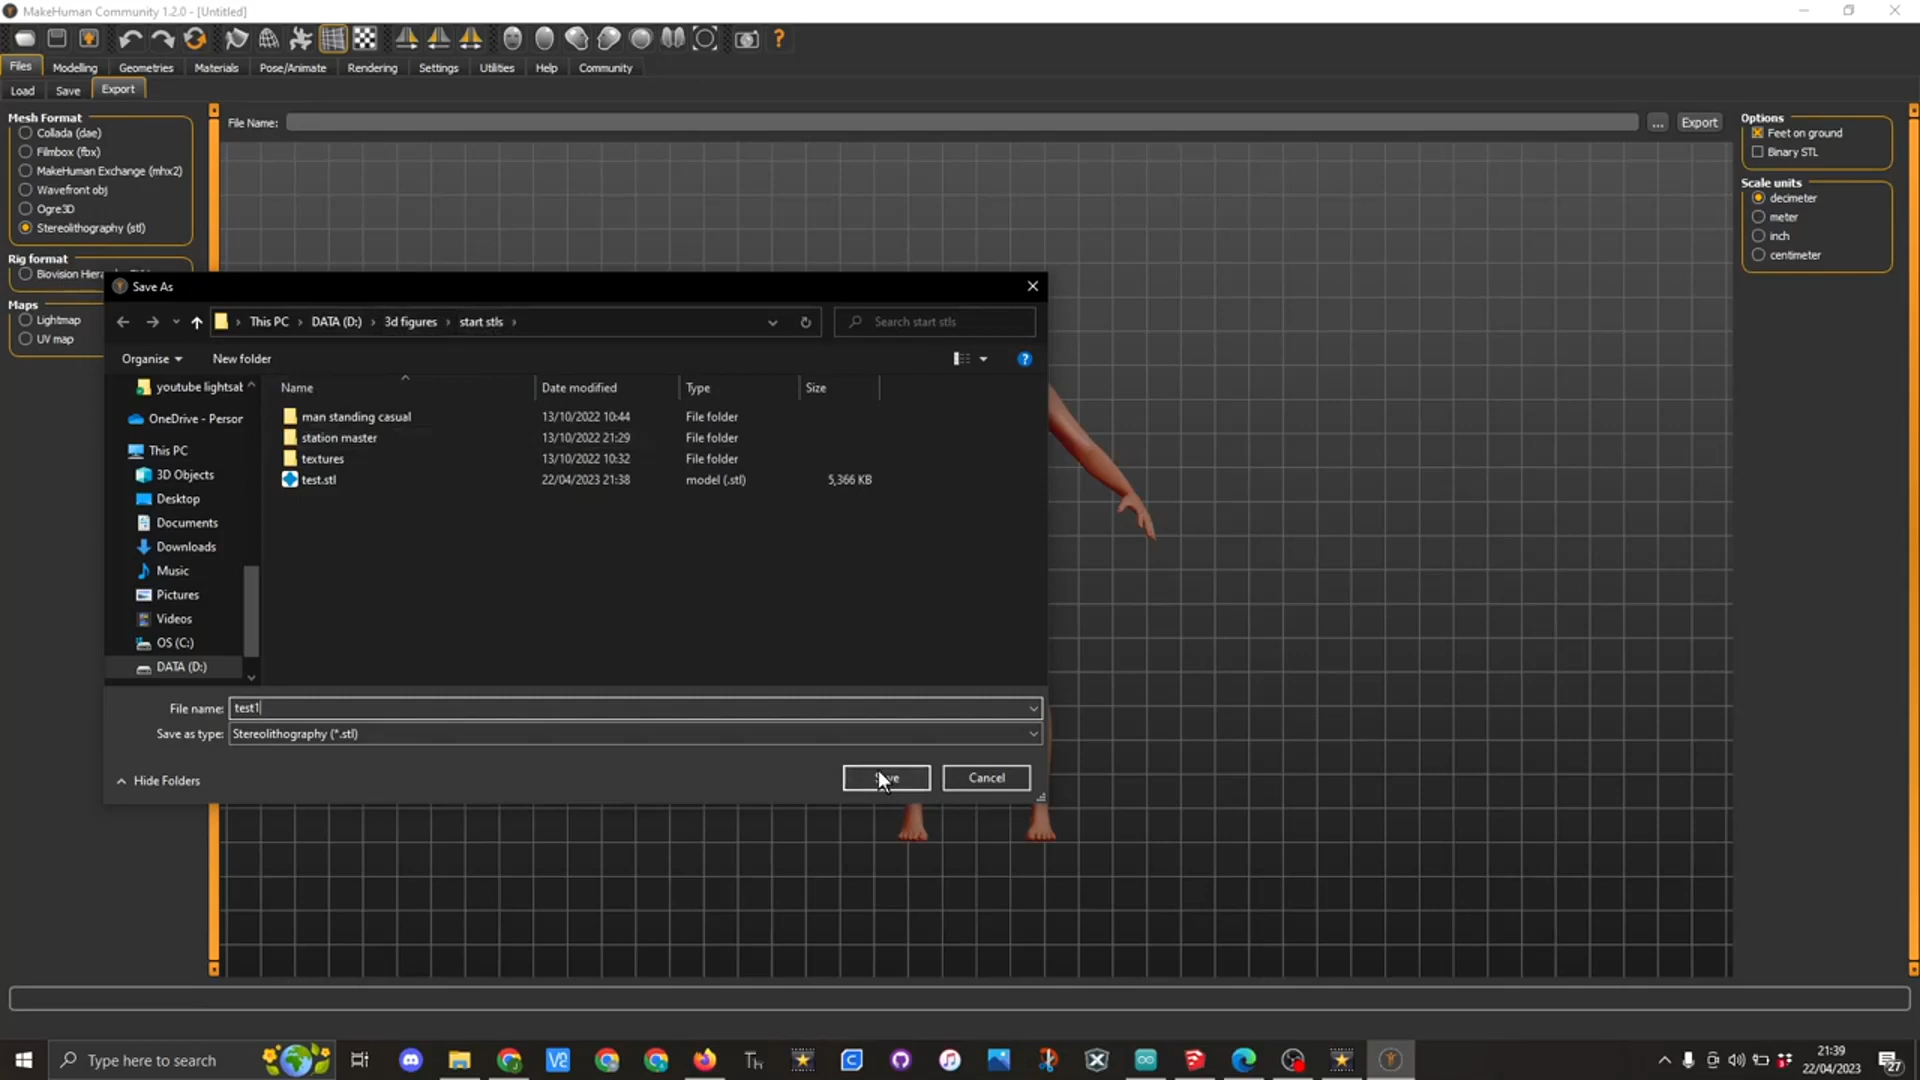 MakeHuman Community 1.2.0 - [Untitled]
Files Modelling Geometries Materials Pose/Animate Rendering Settings Utilities Help Community
Load Save Export
Mesh Format
Collada (dae)
Filmbox (fbx)
MakeHuman Exchange (mhx2)
Wavefront obj
Ogre3D
Stereolithography (stl)
Rig format
Biovision Hiera
Maps
Lightmap
UV map
File Name: ... Export
Options
Feet on ground
Binary STL
Scale units
decimeter
meter
inch
centimeter
Save As
This PC > DATA (D:) > 3d figures > start stls >
Search start stls
Organise New folder
?
youtube lightsat
OneDrive - Person
This PC
3D Objects
Desktop
Documents
Downloads
Music
Pictures
Videos
OS (C:)
DATA (D:)
Name Date modified Type Size
man standing casual 13/10/2022 10:44 File folder
station master 13/10/2022 21:29 File folder
textures 13/10/2022 10:32 File folder
test.stl 22/04/2023 21:38 model (.stl) 5,366 KB
File name: test1
Save as type: Stereolithography (*.stl)
Hide Folders
Cancel
Type here to search
Th
21:39
22/04/2023
27